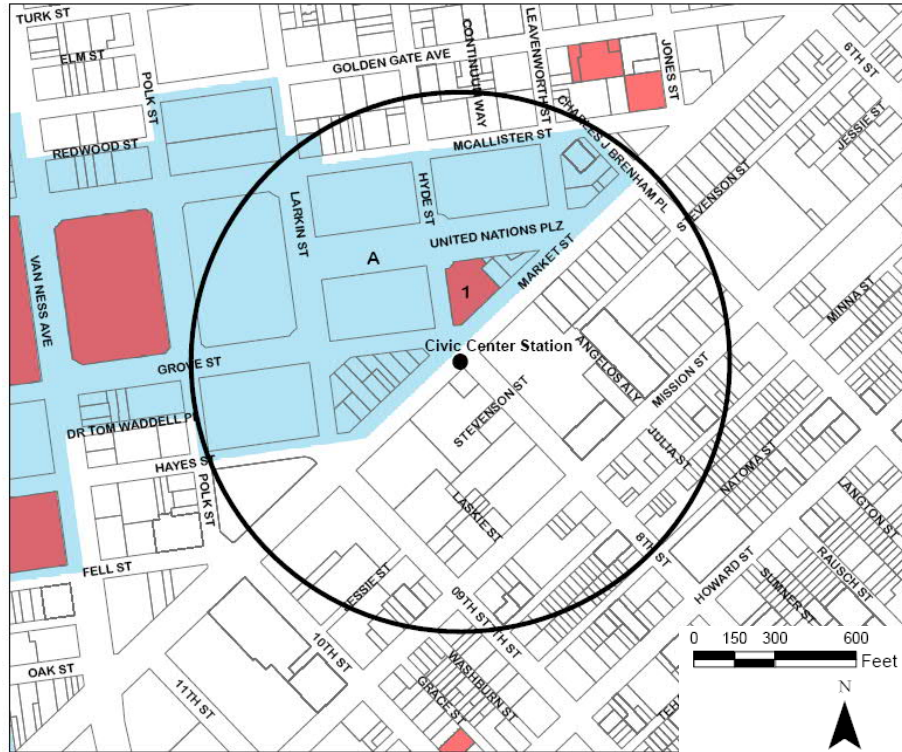 TURK ST
ELM ST
POLK ST
GOLDEN GATE AVE
CONTINUUM WAY
LEAVENWORTH ST
JONES ST
6TH ST
JESSIE ST
REDWOOD ST
MCALLISTER ST
CHARLES J BRENHAM PL
STEVENSON ST
LARKIN ST
HYDE ST
UNITED NATIONS PLZ
A
MARKET ST
VAN NESS AVE
1
MINNA ST
Civic Center Station
GROVE ST
ANGELOS ALY
MISSION ST
STEVENSON ST
DR TOM WADDELL PL
HAYES ST
POLK ST
JULIA ST
NATOMA ST
LASKIE ST
LANGTON ST
8TH ST
FELL ST
JESSIE ST
09TH ST
HOWARD ST
RAUSCH ST
SUMNER ST
10TH ST
WASHBURN ST
OAK ST
11TH ST
GRACE ST
0 150 300 600
Feet
N